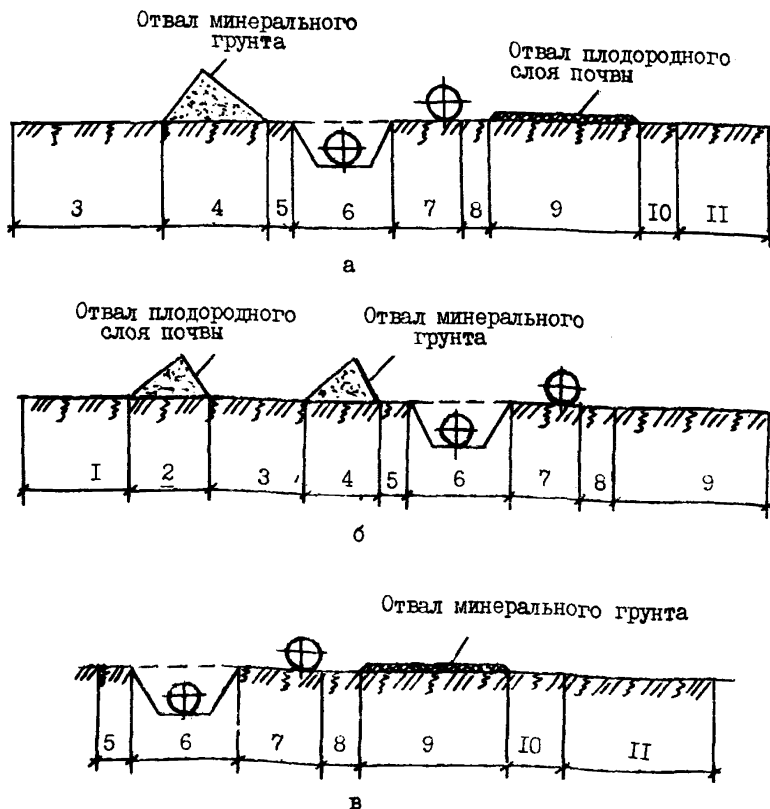 Отвал минерального
грунта
Отвал плодородного
слоя почвы
3 4 5 6 7 8 9 10 11
а
Отвал плодородного
слоя почвы
Отвал минерального
грунта
1 2 3 4 5 6 7 8 9
б
Отвал минерального грунта
5 6 7 8 9 10 11
в